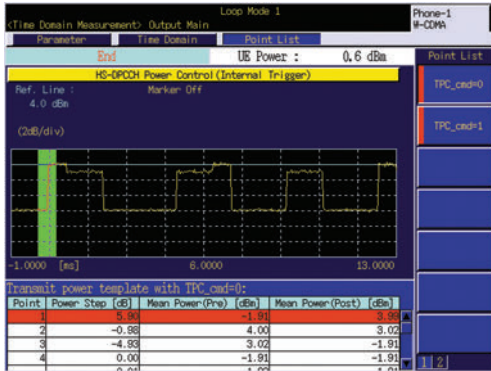 Loop Mode 1
<Time Domain Measurement> Output Main
Phone-1
W-CDMA
Parameter Time Domain Point List
End UE Power : 0.6 dBm
Point List
HS-DPCCH Power Control(Internal Trigger)
Ref. Line : Marker Off
4.0 dBm
(2dB/div)
TPC_cmd=0
TPC_cmd=1
-1.0000 [ms] 6.0000 13.0000
Transmit power template with TPC_cmd=0:
Point Power Step [dB] Mean Power(Pre) [dBm] Mean Power(Post) [dBm]
1 5.90 -1.91 3.99
2 -0.98 4.00 3.02
3 -4.93 3.02 -1.91
4 0.00 -1.91 -1.91
1 2